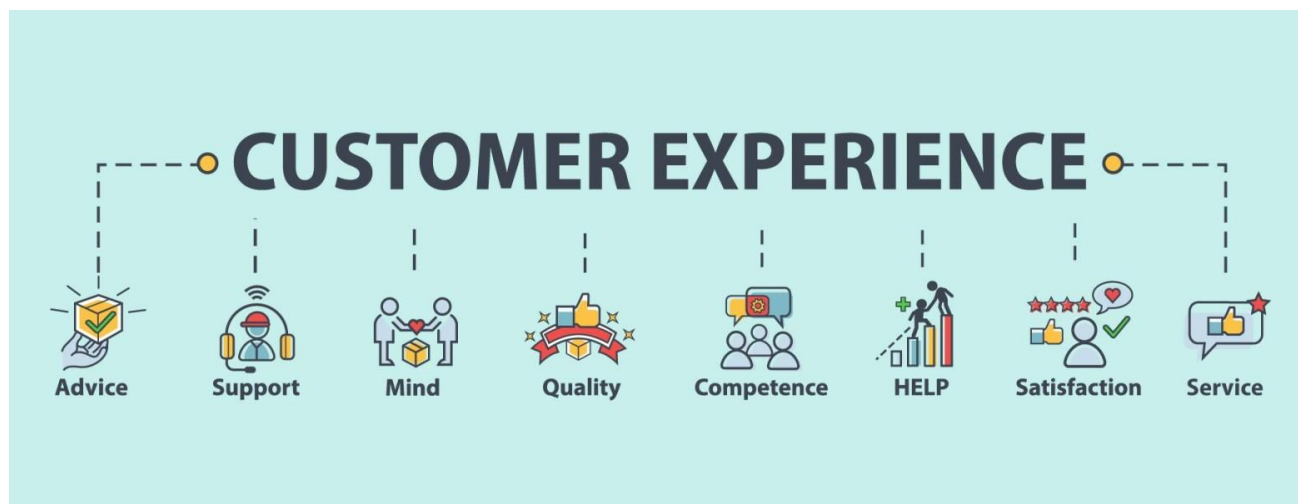 CUSTOMER EXPERIENCE
Advice Support Mind Quality Competence HELP Satisfaction Service